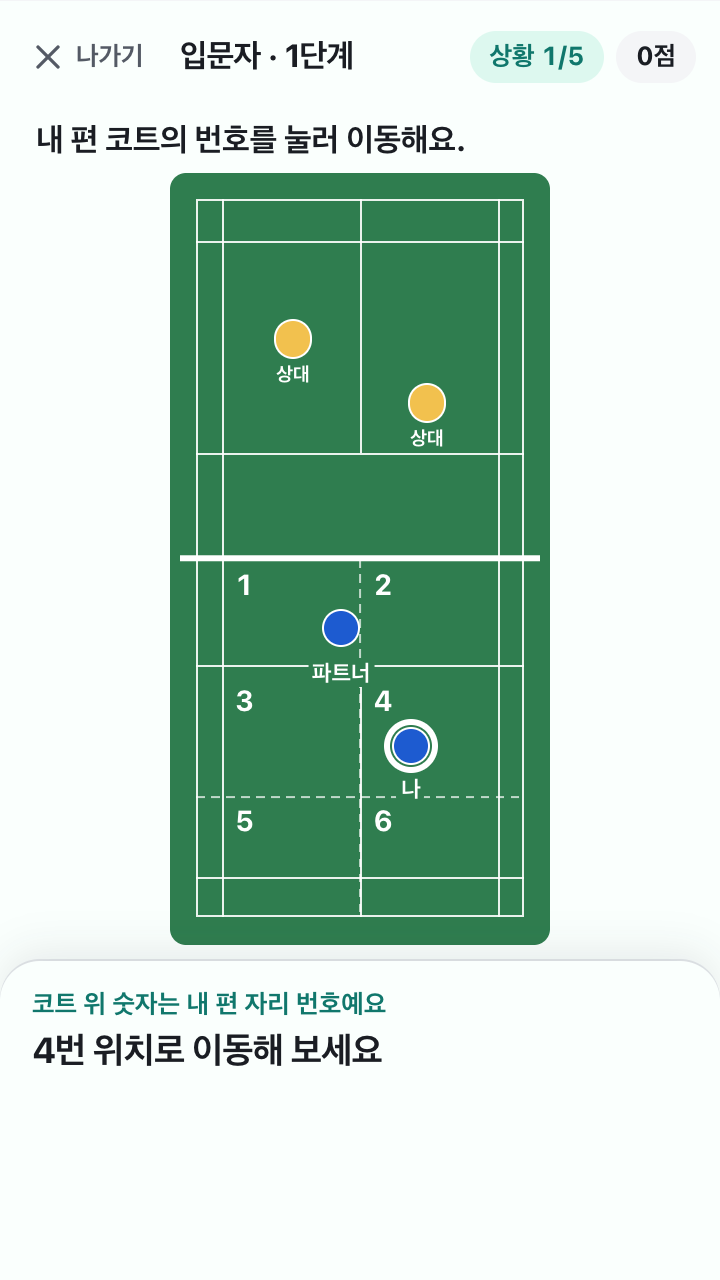 나가기 입문자 · 1단계 상황 1/5 0점
내 편 코트의 번호를 눌러 이동해요.
상대
상대
1 2
파트너
3 4
나
5 6
코트 위 숫자는 내 편 자리 번호예요
4번 위치로 이동해 보세요